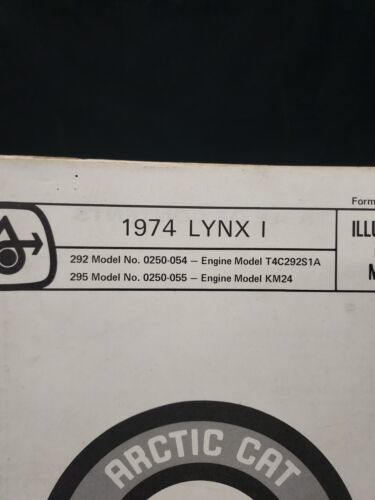 Form
1974 LYNX I
292 Model No. 0250-054 — Engine Model T4C292S1A
295 Model No. 0250-055 — Engine Model KM24
ILLU
M
ARCTIC CAT